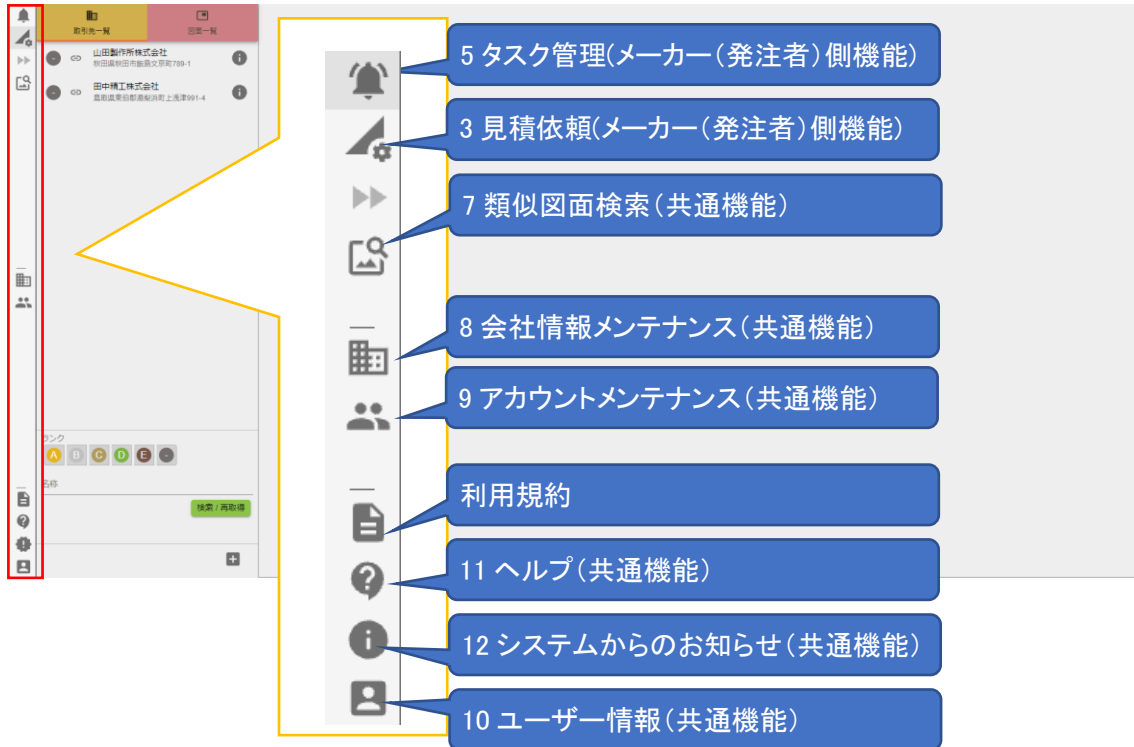 取引先一覧
図面一覧
山田製作所株式会社
秋田県秋田市飯島文京町789-1
田中精工株式会社
鳥取県東伯郡湯梨浜町上浅津991-4
ランク
A B C D E -
名称
検索 / 再取得
5 タスク管理(メーカー(発注者)側機能)
3 見積依頼(メーカー(発注者)側機能)
7 類似図面検索(共通機能)
8 会社情報メンテナンス(共通機能)
9 アカウントメンテナンス(共通機能)
利用規約
11 ヘルプ(共通機能)
12 システムからのお知らせ(共通機能)
10 ユーザー情報(共通機能)